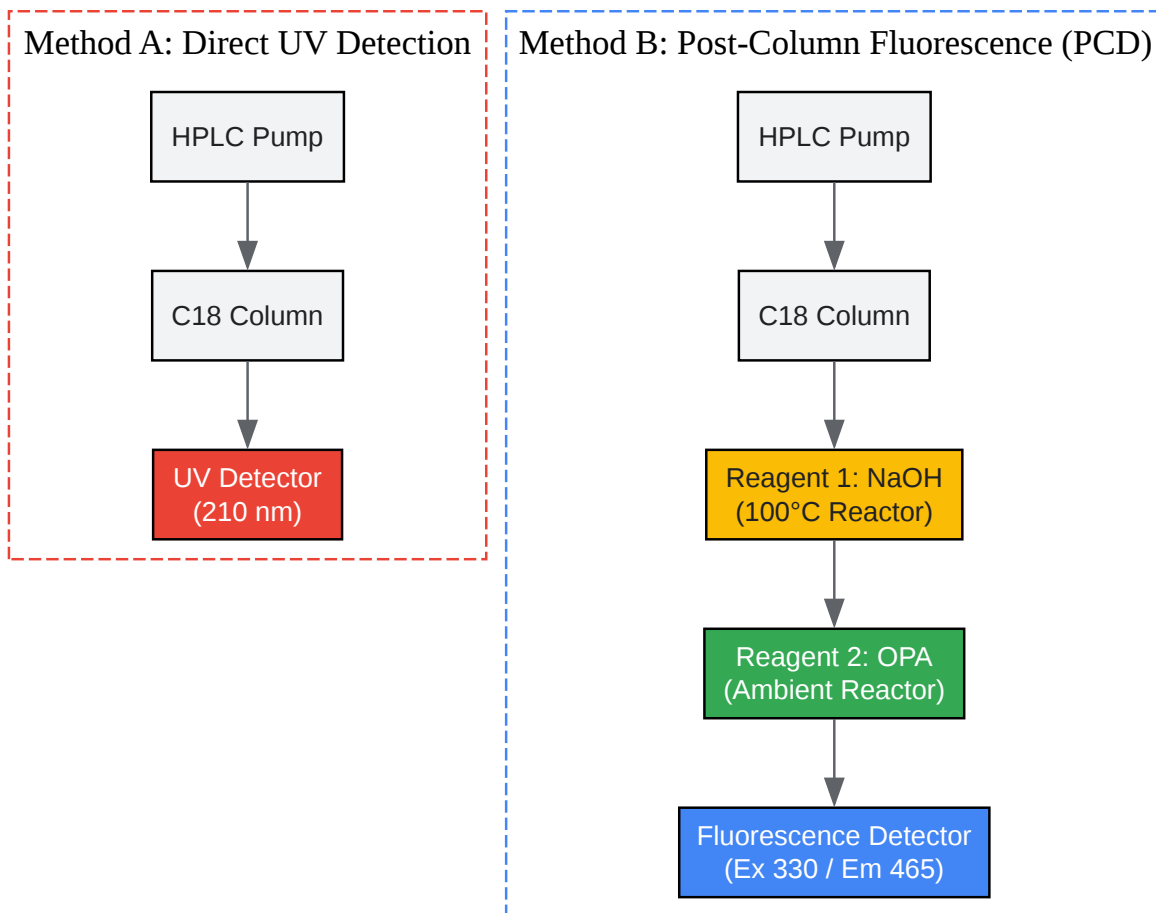 Method A: Direct UV Detection
HPLC Pump
C18 Column
UV Detector
(210 nm)
Method B: Post-Column Fluorescence (PCD)
HPLC Pump
C18 Column
Reagent 1: NaOH
(100°C Reactor)
Reagent 2: OPA
(Ambient Reactor)
Fluorescence Detector
(Ex 330 / Em 465)